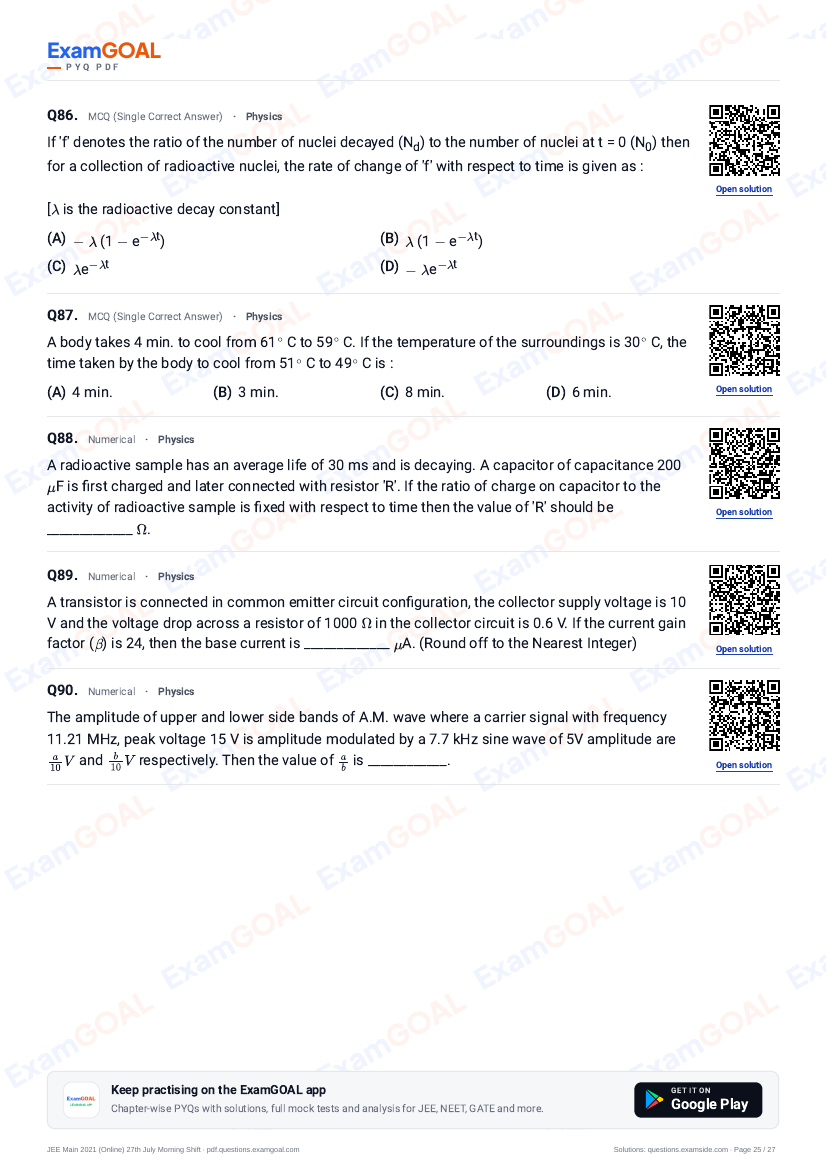 ExamGOAL
PYQ PDF
Q86. MCQ (Single Correct Answer) · Physics
If 'f' denotes the ratio of the number of nuclei decayed (N_d) to the number of nuclei at t = 0 (N_0) then
for a collection of radioactive nuclei, the rate of change of 'f' with respect to time is given as :
[λ is the radioactive decay constant]
(A) − λ (1 − e^{−λt}) (B) λ (1 − e^{−λt})
(C) λe^{−λt} (D) − λe^{−λt}
Open solution
Q87. MCQ (Single Correct Answer) · Physics
A body takes 4 min. to cool from 61° C to 59° C. If the temperature of the surroundings is 30° C, the
time taken by the body to cool from 51° C to 49° C is :
(A) 4 min. (B) 3 min. (C) 8 min. (D) 6 min.
Open solution
Q88. Numerical · Physics
A radioactive sample has an average life of 30 ms and is decaying. A capacitor of capacitance 200
μF is first charged and later connected with resistor 'R'. If the ratio of charge on capacitor to the
activity of radioactive sample is fixed with respect to time then the value of 'R' should be
____________ Ω.
Open solution
Q89. Numerical · Physics
A transistor is connected in common emitter circuit configuration, the collector supply voltage is 10
V and the voltage drop across a resistor of 1000 Ω in the collector circuit is 0.6 V. If the current gain
factor (β) is 24, then the base current is ____________ μA. (Round off to the Nearest Integer)
Open solution
Q90. Numerical · Physics
The amplitude of upper and lower side bands of A.M. wave where a carrier signal with frequency
11.21 MHz, peak voltage 15 V is amplitude modulated by a 7.7 kHz sine wave of 5V amplitude are
a/10 V and b/10 V respectively. Then the value of a/b is ___________.
Open solution
Keep practising on the ExamGOAL app
Chapter-wise PYQs with solutions, full mock tests and analysis for JEE, NEET, GATE and more.
ExamGOAL
GET IT ON
Google Play
JEE Main 2021 (Online) 27th July Morning Shift · pdf.questions.examgoal.com
Solutions: questions.examside.com · Page 25 / 27